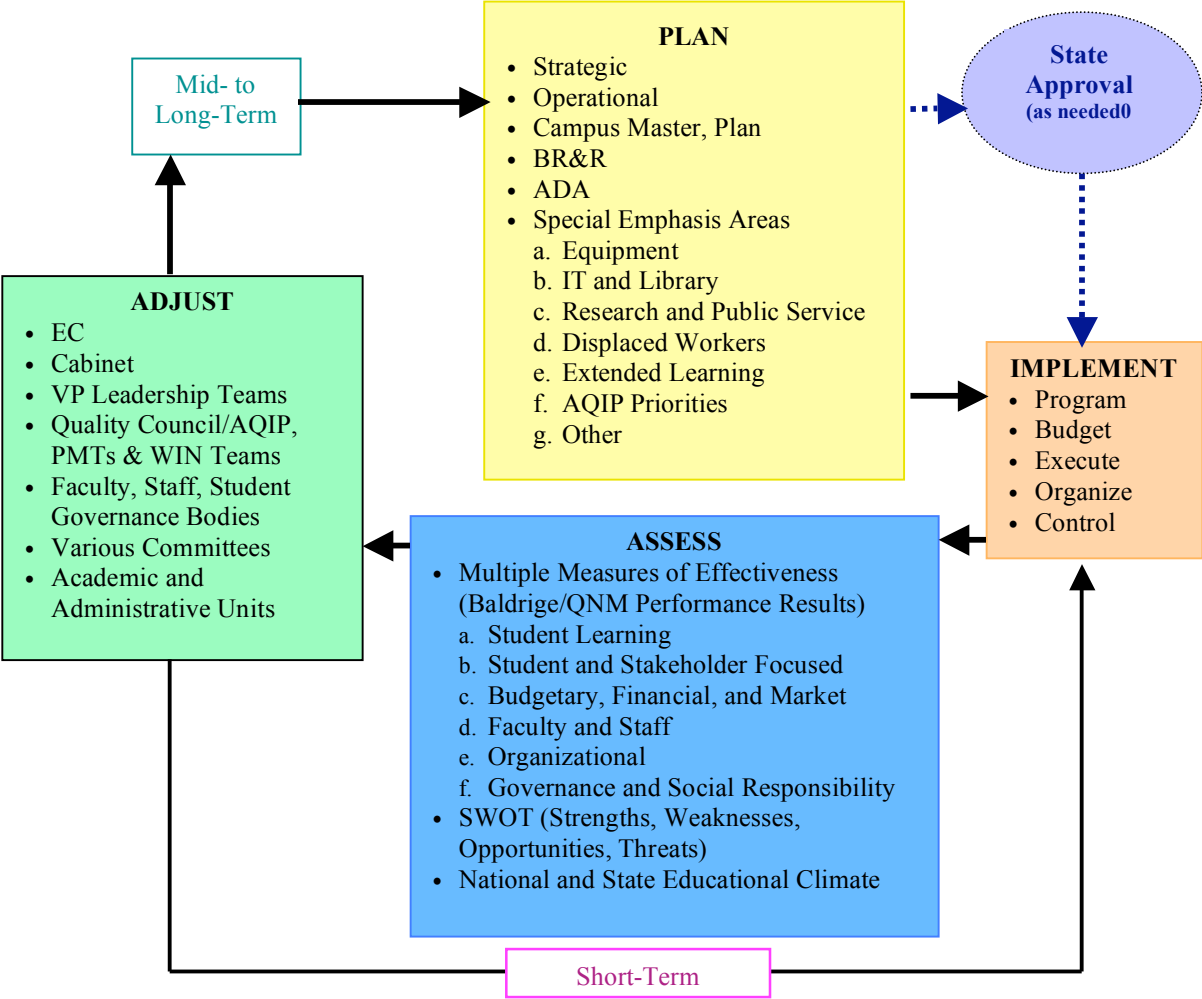 Mid- to
Long-Term
PLAN
• Strategic
• Operational
• Campus Master, Plan
• BR&R
• ADA
• Special Emphasis Areas
a. Equipment
b. IT and Library
c. Research and Public Service
d. Displaced Workers
e. Extended Learning
f. AQIP Priorities
g. Other
State
Approval
(as needed0
IMPLEMENT
• Program
• Budget
• Execute
• Organize
• Control
ASSESS
• Multiple Measures of Effectiveness
(Baldrige/QNM Performance Results)
a. Student Learning
b. Student and Stakeholder Focused
c. Budgetary, Financial, and Market
d. Faculty and Staff
e. Organizational
f. Governance and Social Responsibility
• SWOT (Strengths, Weaknesses,
Opportunities, Threats)
• National and State Educational Climate
ADJUST
• EC
• Cabinet
• VP Leadership Teams
• Quality Council/AQIP,
PMTs & WIN Teams
• Faculty, Staff, Student
Governance Bodies
• Various Committees
• Academic and
Administrative Units
Short-Term